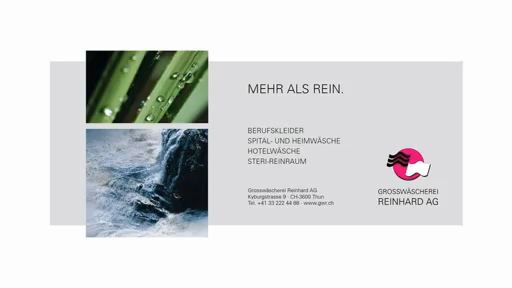 MEHR ALS REIN.
BERUFSKLEIDER
SPITAL- UND HEIMWÄSCHE
HOTELWÄSCHE
STERI-REINRAUM
Grosswäscherei Reinhard AG
Kyburgstrasse 9 · CH-3600 Thun
Tel. +41 33 222 44 88 · www.gwr.ch
GROSSWÄSCHEREI
REINHARD AG